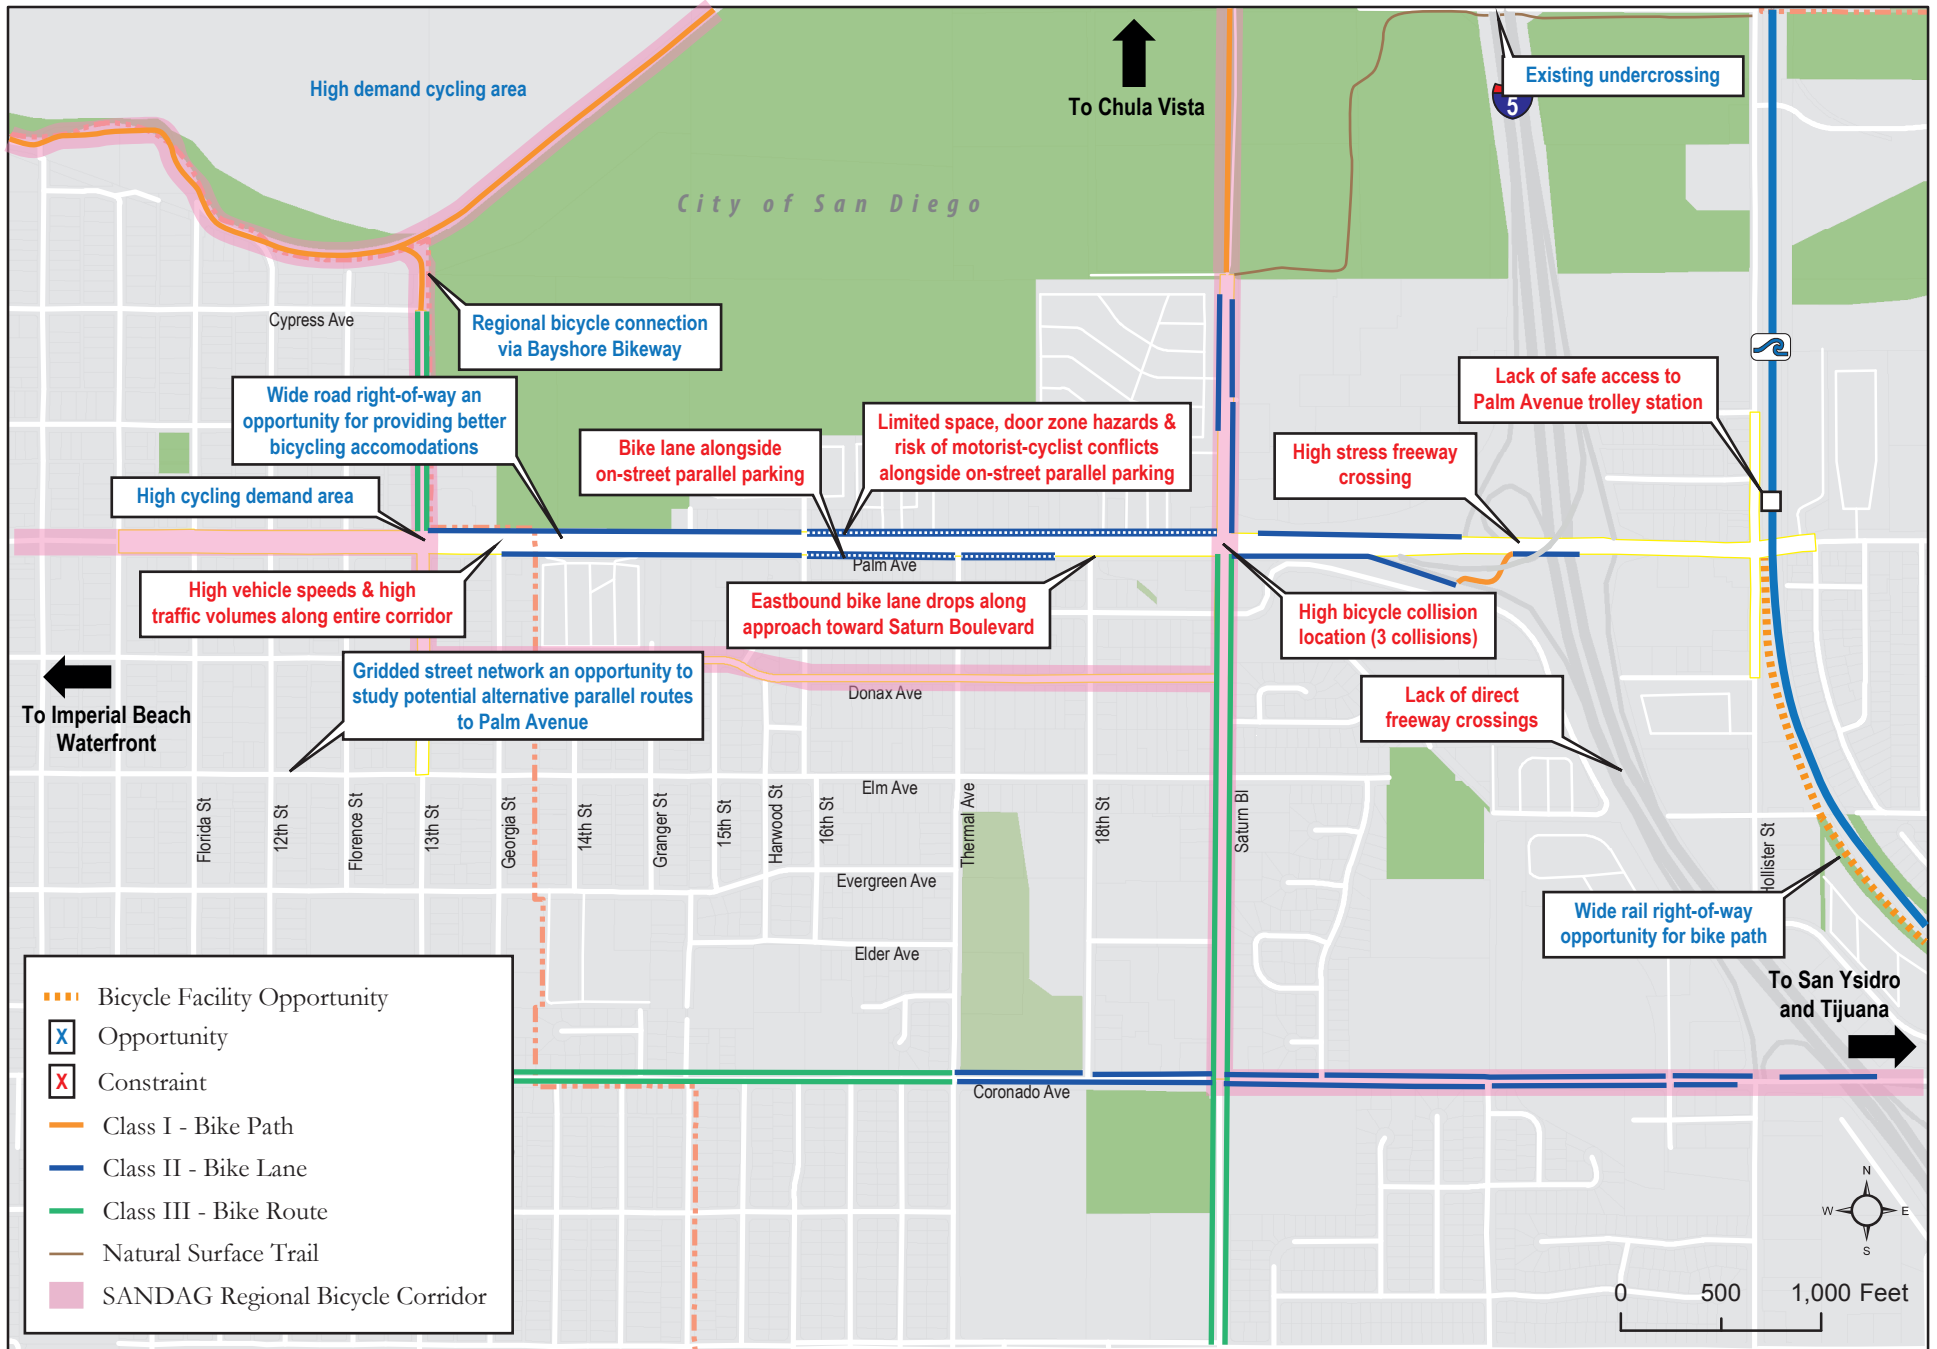 High demand cycling area
To Chula Vista
Existing undercrossing
5
City of San Diego
Cypress Ave
Regional bicycle connection
via Bayshore Bikeway
Wide road right-of-way an
opportunity for providing better
bicycling accomodations
High cycling demand area
Bike lane alongside
on-street parallel parking
Limited space, door zone hazards &
risk of motorist-cyclist conflicts
alongside on-street parallel parking
High stress freeway
crossing
Lack of safe access to
Palm Avenue trolley station
Palm Ave
High vehicle speeds & high
traffic volumes along entire corridor
Eastbound bike lane drops along
approach toward Saturn Boulevard
High bicycle collision
location (3 collisions)
To Imperial Beach
Waterfront
Gridded street network an opportunity to
study potential alternative parallel routes
to Palm Avenue
Donax Ave
Lack of direct
freeway crossings
Elm Ave
Florida St
12th St
Florence St
13th St
Georgia St
14th St
Granger St
15th St
Harwood St
16th St
Thermal Ave
18th St
Saturn Bl
Hollister St
Evergreen Ave
Elder Ave
Wide rail right-of-way
opportunity for bike path
To San Ysidro
and Tijuana
Coronado Ave
Bicycle Facility Opportunity
X Opportunity
X Constraint
Class I - Bike Path
Class II - Bike Lane
Class III - Bike Route
Natural Surface Trail
SANDAG Regional Bicycle Corridor
N
W E
S
0 500 1,000 Feet